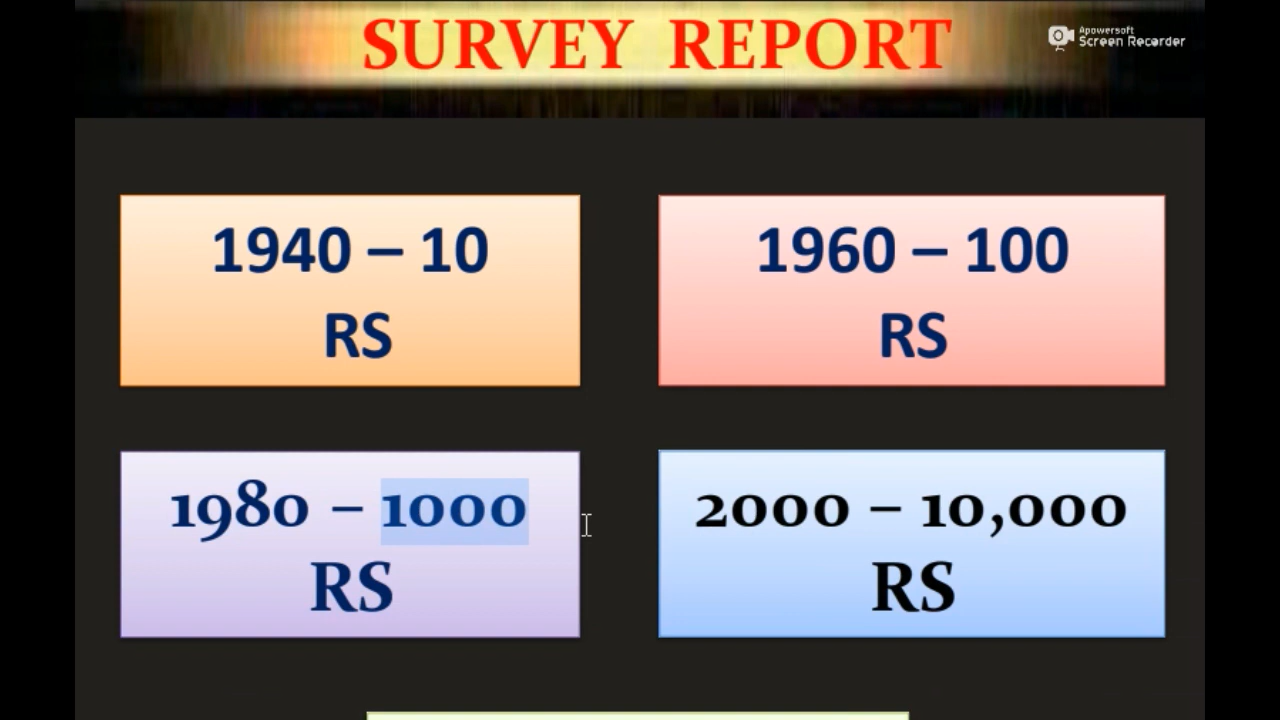 SURVEY REPORT
Apowersoft
Screen Recorder
1940 – 10
RS
1960 – 100
RS
1980 – 1000
RS
2000 – 10,000
RS